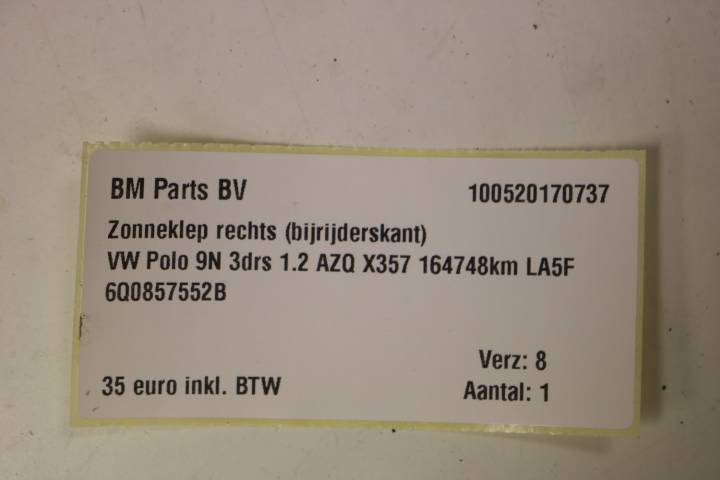 BM Parts BV 100520170737
Zonneklep rechts (bijrijderskant)
VW Polo 9N 3drs 1.2 AZQ X357 164748km LA5F
6Q0857552B
Verz: 8
35 euro inkl. BTW Aantal: 1